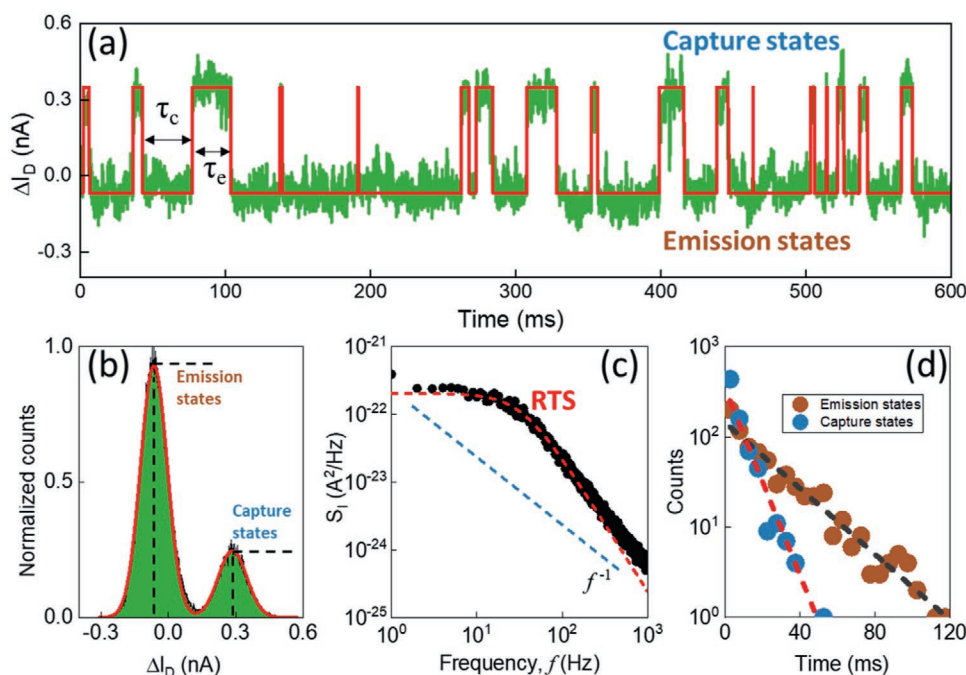 (a)
Capture states
Emission states
τc
τe
ΔID (nA)
0.6
0.3
0.0
-0.3
0 100 200 300 400 500 600
Time (ms)
(b)
Emission
states
Capture
states
Normalized counts
1.0
0.5
0.0
-0.3 0.0 0.3 0.6
ΔID (nA)
(c)
RTS
f-1
SI (A2/Hz)
10-21
10-22
10-23
10-24
10-25
100 101 102 103
Frequency, f (Hz)
(d)
Emission states
Capture states
Counts
103
102
101
100
0 40 80 120
Time (ms)